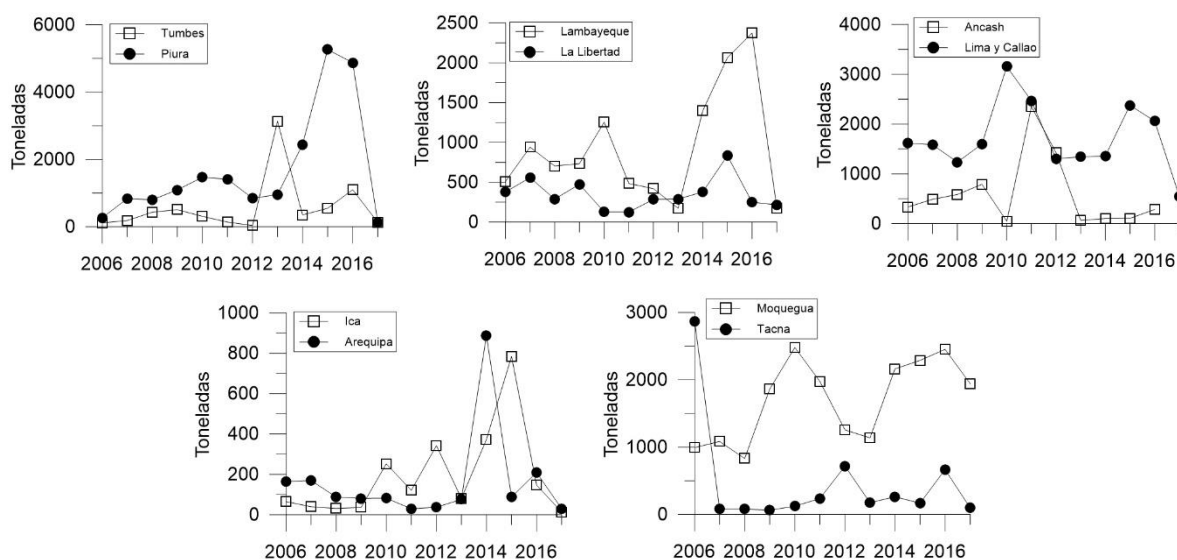 6000
4000
2000
0
Toneladas
Tumbes
Piura
2006 2008 2010 2012 2014 2016
2500
2000
1500
1000
500
0
Toneladas
Lambayeque
La Libertad
2006 2008 2010 2012 2014 2016
4000
3000
2000
1000
0
Toneladas
Ancash
Lima y Callao
2006 2008 2010 2012 2014 2016
1000
800
600
400
200
0
Toneladas
Ica
Arequipa
2006 2008 2010 2012 2014 2016
3000
2000
1000
0
Toneladas
Moquegua
Tacna
2006 2008 2010 2012 2014 2016